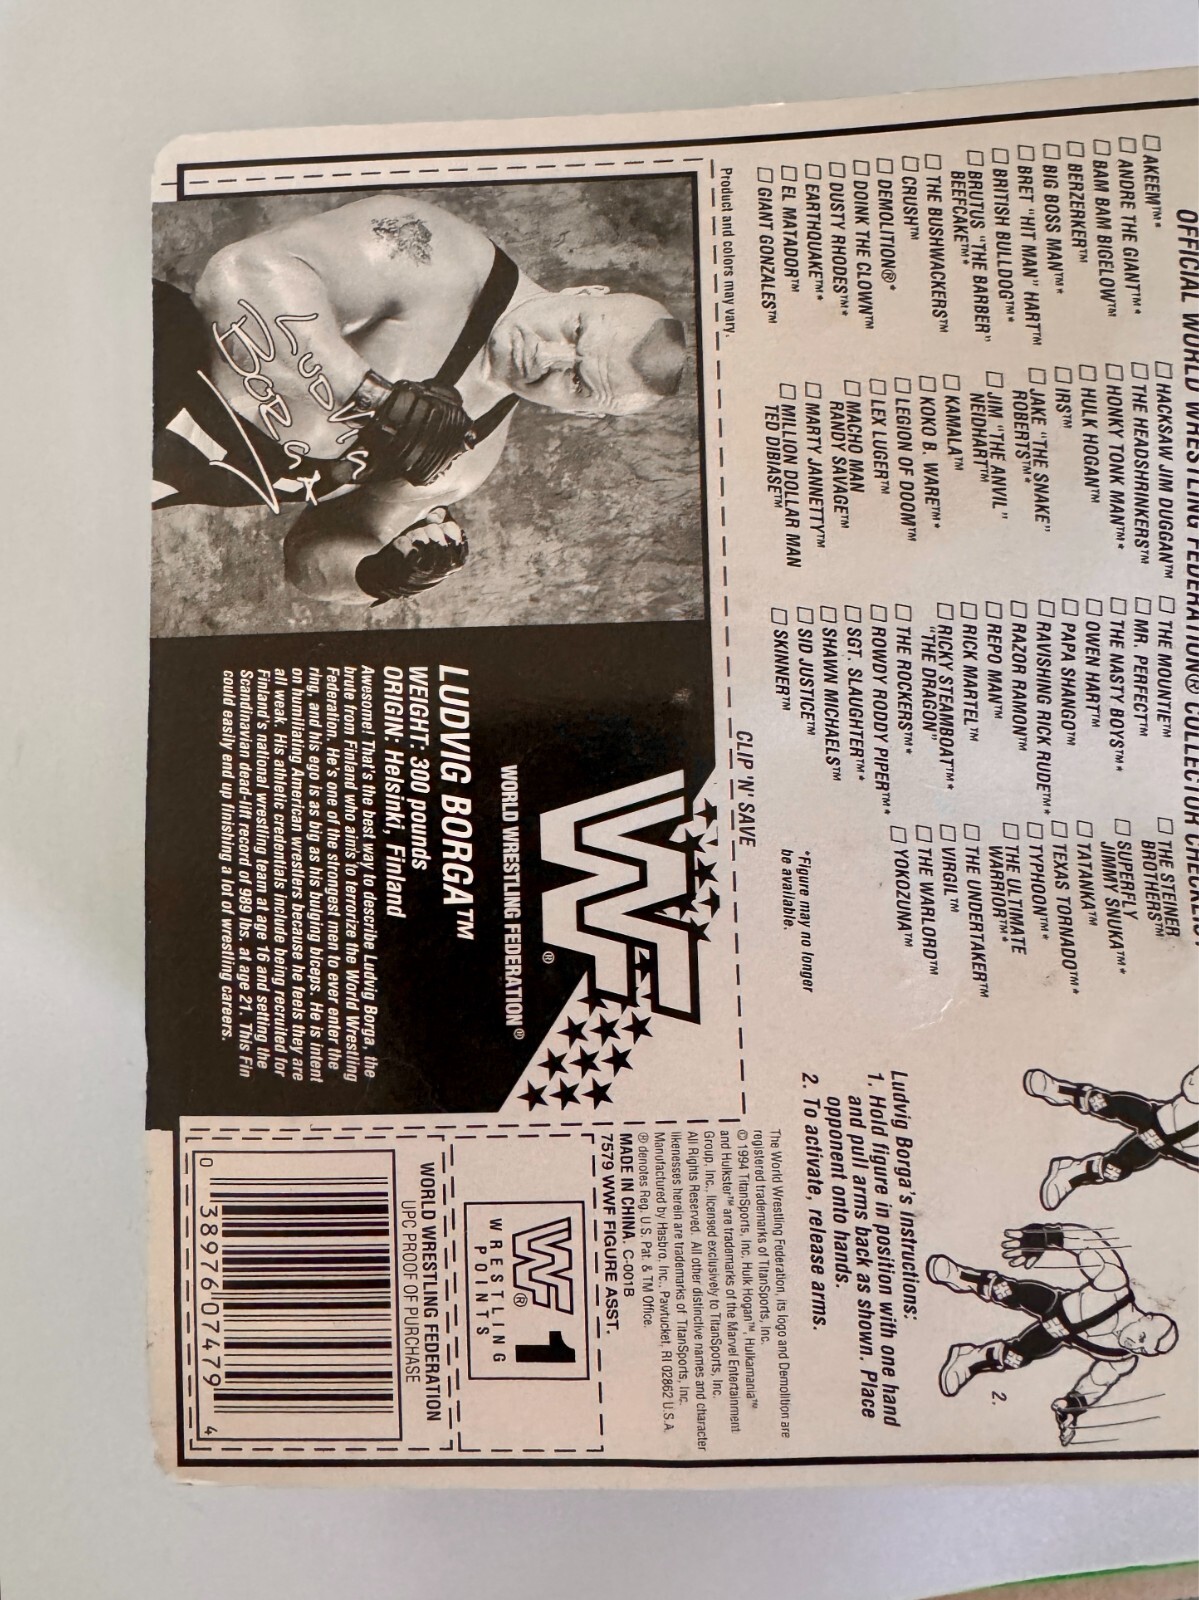 OFFICIAL WORLD WRESTLING FEDERATION® COLLECTOR CHECKLIST
☐ AKEEM™*
☐ ANDRE THE GIANT™*
☐ BAM BAM BIGELOW™
☐ BERZERKER™
☐ BIG BOSS MAN™*
☐ BRET "HIT MAN" HART™
☐ BRITISH BULLDOG™*
☐ BRUTUS "THE BARBER"
BEEFCAKE™*
☐ THE BUSHWACKERS™
☐ CRUSH™
☐ DEMOLITION®*
☐ DOINK THE CLOWN™
☐ DUSTY RHODES™*
☐ EARTHQUAKE™*
☐ EL MATADOR™
☐ GIANT GONZALES™
☐ HACKSAW JIM DUGGAN™
☐ THE HEADSHRINKERS™
☐ HONKY TONK MAN™*
☐ HULK HOGAN™
☐ IRS™
☐ JAKE "THE SNAKE"
ROBERTS™*
☐ JIM "THE ANVIL"
NEIDHART™
☐ KAMALA™
☐ KOKO B. WARE™*
☐ LEGION OF DOOM™
☐ LEX LUGER™
☐ MACHO MAN
RANDY SAVAGE™
☐ MARTY JANNETTY™
☐ MILLION DOLLAR MAN
TED DIBIASE™
☐ THE MOUNTIE™
☐ MR. PERFECT™
☐ THE NASTY BOYS™*
☐ OWEN HART™
☐ PAPA SHANGO™
☐ RAVISHING RICK RUDE™*
☐ RAZOR RAMON™
☐ REPO MAN™
☐ RICK MARTEL™
☐ RICKY STEAMBOAT™*
"THE DRAGON"
☐ THE ROCKERS™*
☐ ROWDY RODDY PIPER™*
☐ SGT. SLAUGHTER™*
☐ SHAWN MICHAELS™
☐ SID JUSTICE™
☐ SKINNER™
☐ THE STEINER
BROTHERS™
☐ SUPERFLY
JIMMY SNUKA™*
☐ TATANKA™
☐ TEXAS TORNADO™*
☐ TYPHOON™*
☐ THE ULTIMATE
WARRIOR™*
☐ THE UNDERTAKER™
☐ VIRGIL™
☐ THE WARLORD™
☐ YOKOZUNA™
*Figure may no longer
be available.
Product and colors may vary.
CLIP 'N' SAVE
2.
Ludvig Borga's Instructions:
1. Hold figure in position with one hand
and pull arms back as shown. Place
opponent onto hands.
2. To activate, release arms.
LUDVIG
BORGA
WF
®
WORLD WRESTLING FEDERATION®
LUDVIG BORGA™
WEIGHT: 300 pounds
ORIGIN: Helsinki, Finland
Awesome! That's the best way to describe Ludvig Borga, the
brute from Finland who aims to terrorize the World Wrestling
Federation. He's one of the strongest men to ever enter the
ring, and his ego is as big as his bulging biceps. He is intent
on humiliating American wrestlers because he feels they are
all weak. His athletic credentials include being recruited for
Finland's national wrestling team at age 16 and setting the
Scandinavian dead-lift record of 989 lbs. at age 21. This Fin
could easily end up finishing a lot of wrestling careers.
The World Wrestling Federation, its logo and Demolition are
registered trademarks of TitanSports, Inc.
© 1994 TitanSports, Inc. Hulk Hogan™, Hulkamania™
and Hulkster™ are trademarks of the Marvel Entertainment
Group, Inc., licensed exclusively to TitanSports, Inc.
All Rights Reserved. All other distinctive names and character
likenesses herein are trademarks of TitanSports, Inc.
Manufactured by Hasbro, Inc., Pawtucket, RI 02862 U.S.A.
® denotes Reg. U.S. Pat. & TM Office.
MADE IN CHINA. C-001B
7579 WWF FIGURE ASST.
WF® 1
WRESTLING
POINTS
WORLD WRESTLING FEDERATION
UPC PROOF OF PURCHASE
0 38976 07479 4